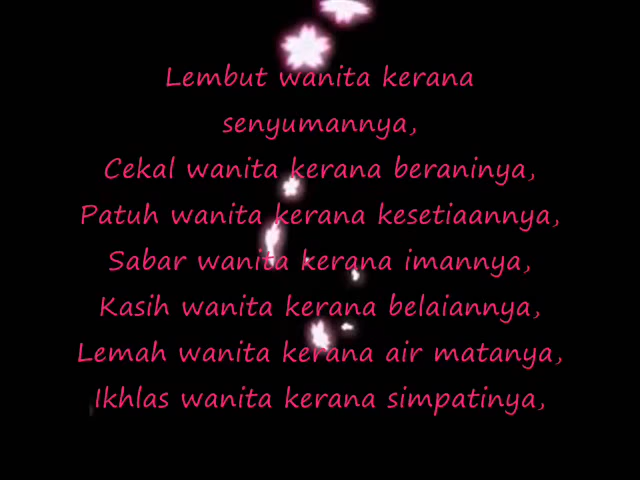 Lembut wanita kerana
senyumannya,
Cekal wanita kerana beraninya,
Patuh wanita kerana kesetiaannya,
Sabar wanita kerana imannya,
Kasih wanita kerana belaiannya,
Lemah wanita kerana air matanya,
Ikhlas wanita kerana simpatinya,